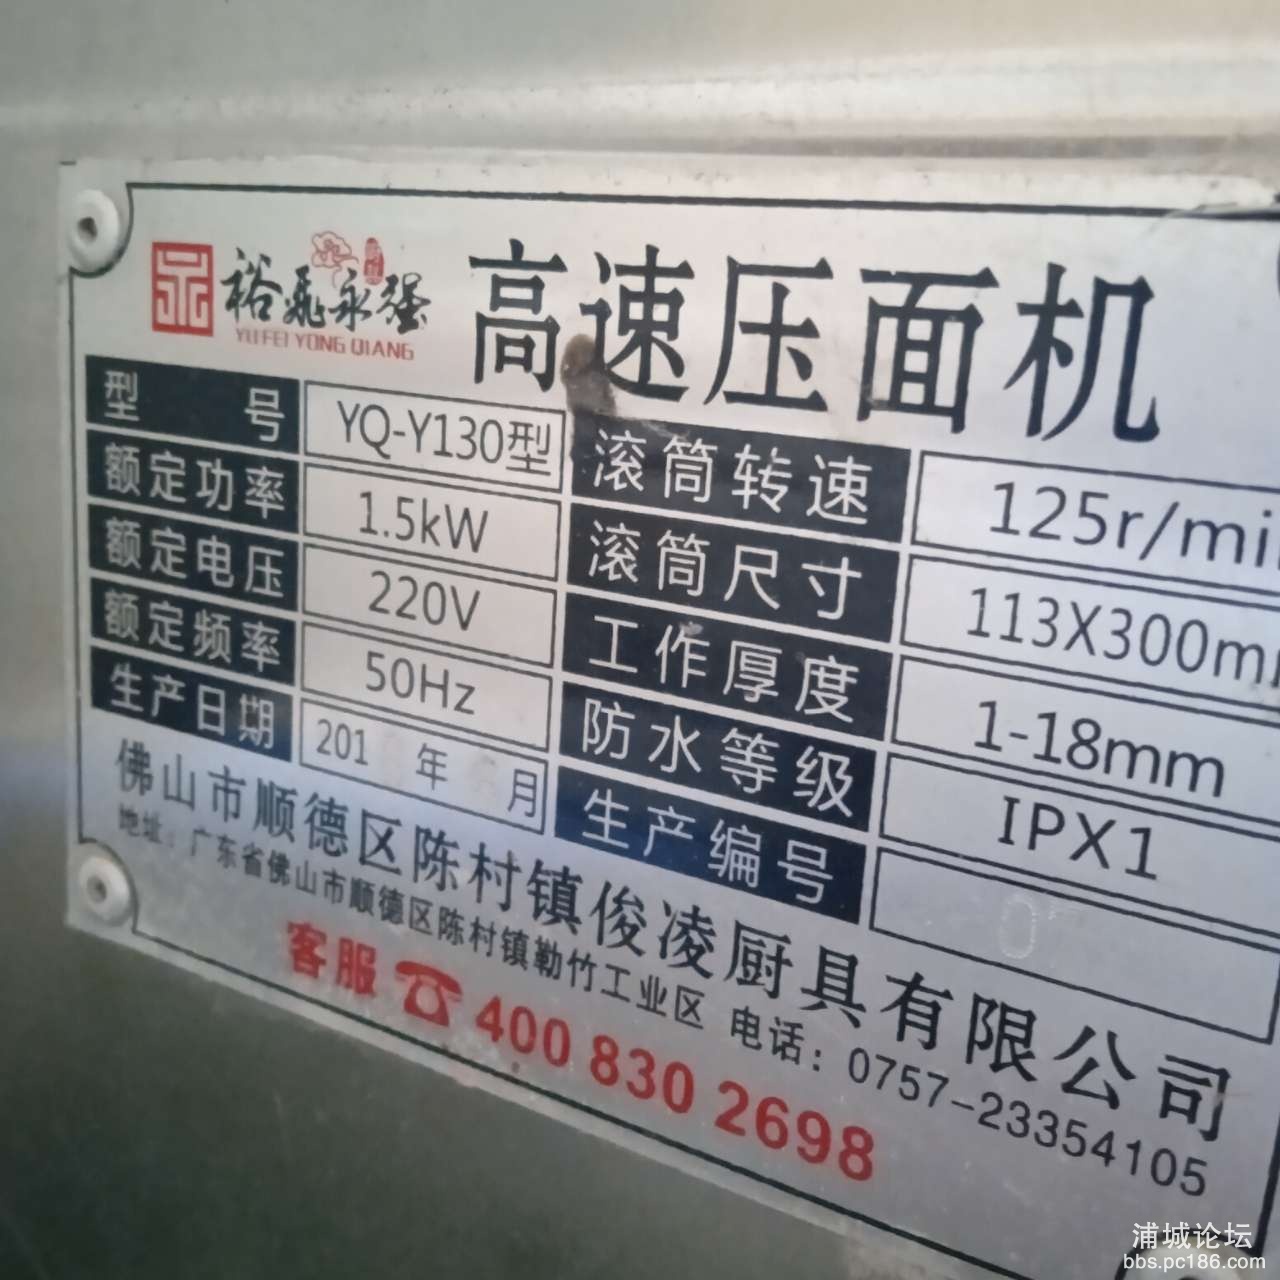 裕飛永强
YU FEI YONG QIANG
高速压面机
型号 YQ-Y130型 滚筒转速 125r/mi
额定功率 1.5kW 滚筒尺寸 113X300m
额定电压 220V 工作厚度 1-18mm
额定频率 50Hz 防水等级 IPX1
生产日期 201 年 月 生产编号
佛山市顺德区陈村镇俊凌厨具有限公司
地址：广东省佛山市顺德区陈村镇勒竹工业区 电话：0757-23354105
客服 400 830 2698
浦城论坛
bbs.pc186.com